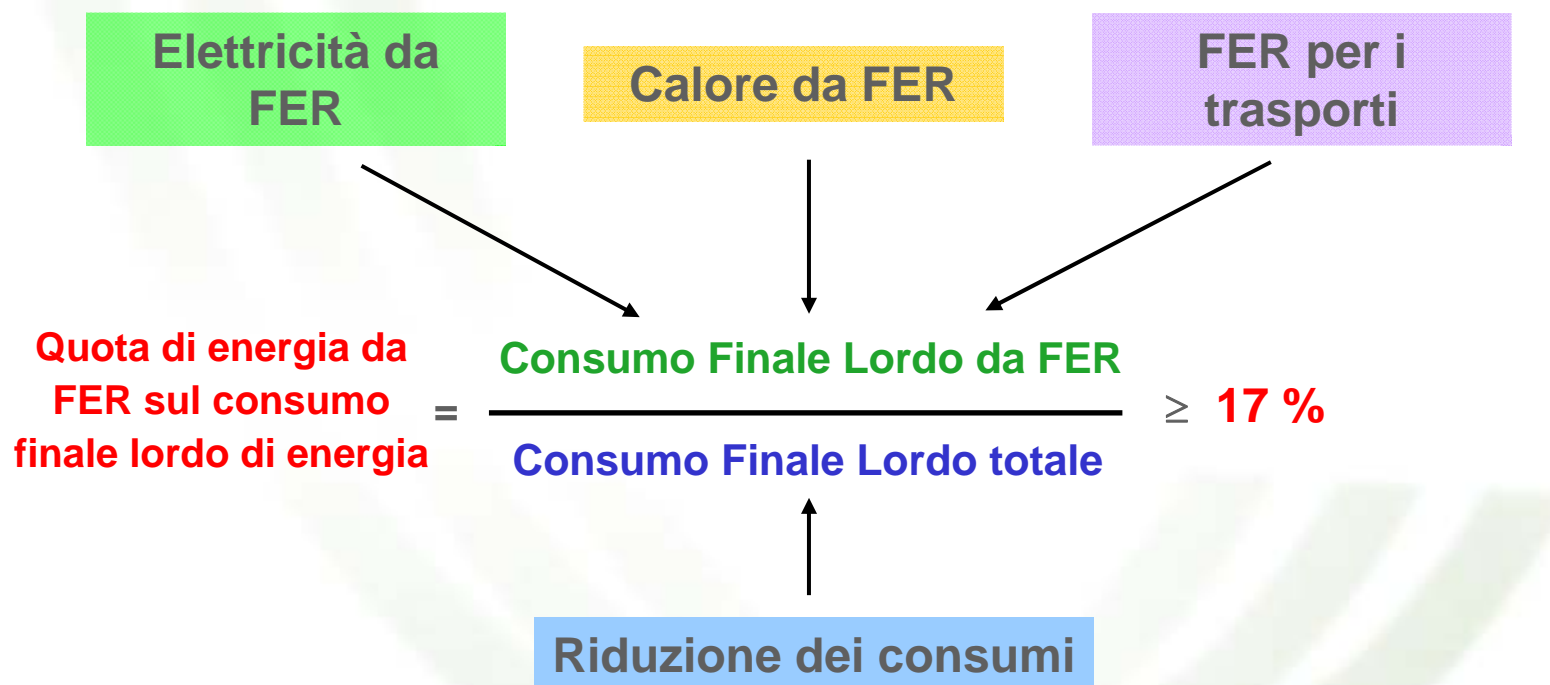 Elettricità da
FER
Calore da FER
FER per i
trasporti
Quota di energia da
FER sul consumo
finale lordo di energia
=
Consumo Finale Lordo da FER
Consumo Finale Lordo totale
≥ 17 %
Riduzione dei consumi